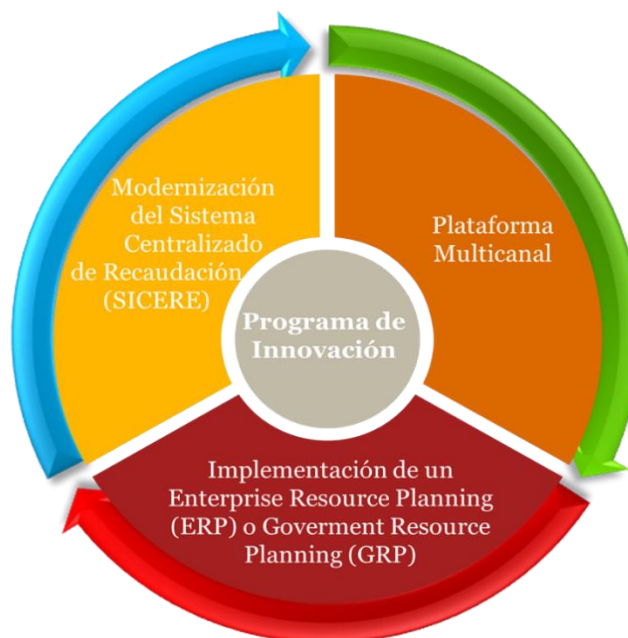 Modernización
del Sistema
Centralizado
de Recaudación
(SICERE)
Plataforma
Multicanal
Programa de
Innovación
Implementación de un
Enterprise Resource Planning
(ERP) o Goverment Resource
Planning (GRP)